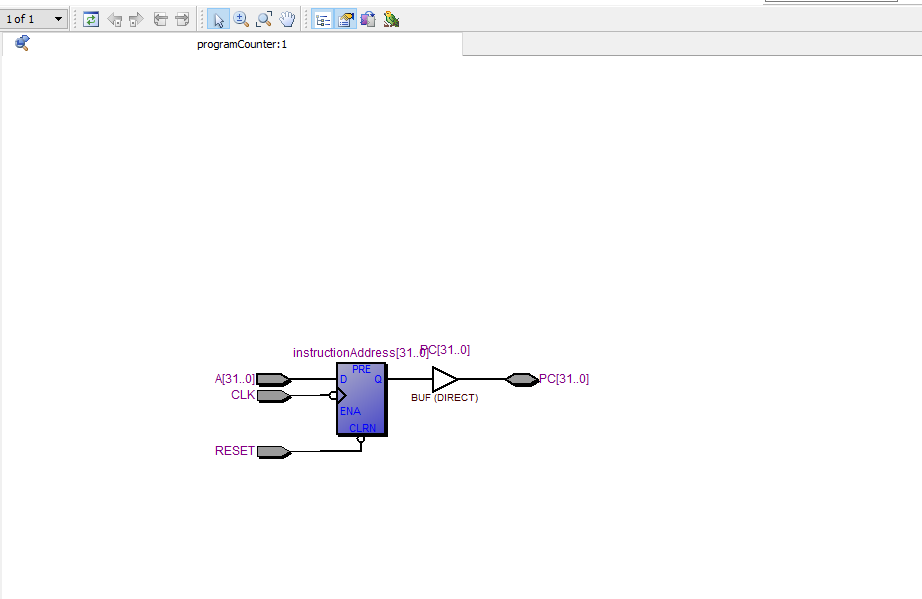 1 of 1
programCounter:1
instructionAddress[31..0]
PC[31..0]
A[31..0]
CLK
RESET
PRE
D
Q
ENA
CLRN
BUF (DIRECT)
PC[31..0]